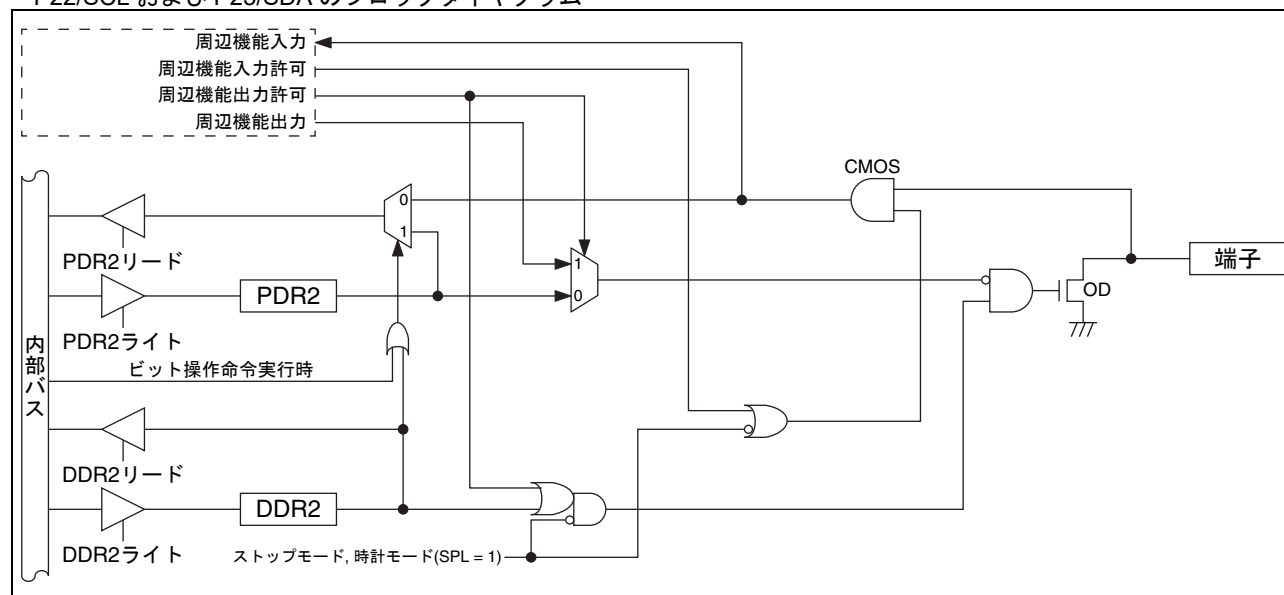 P22/SCL および P23/SDA のブロックダイヤグラム
周辺機能入力
周辺機能入力許可
周辺機能出力許可
周辺機能出力
CMOS
0
1
PDR2リード
1
端子
PDR2
0
OD
PDR2ライト
内部バス
ビット操作命令実行時
DDR2リード
DDR2
DDR2ライト
ストップモード, 時計モード(SPL = 1)